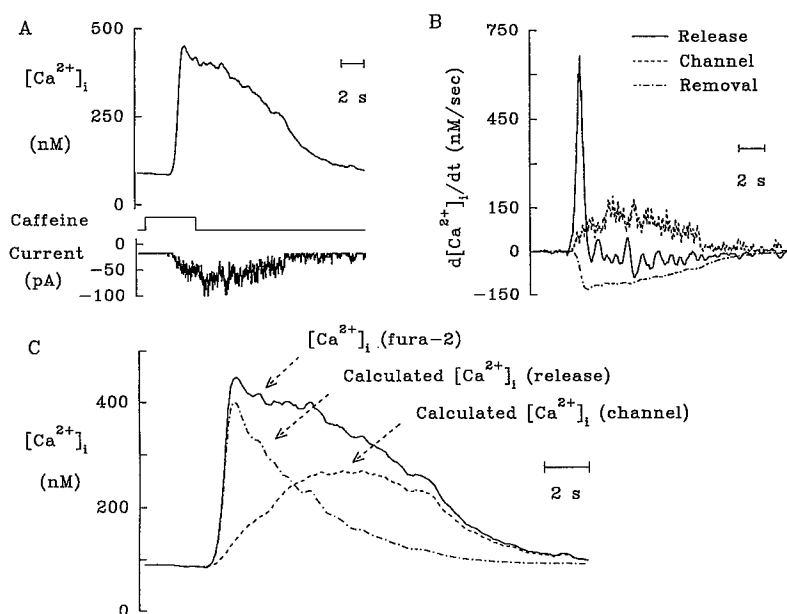 A
500
[Ca²⁺]ᵢ
250
(nM)
0
2 s
Caffeine
Current
(pA)
0
−50
−100
B
Release
Channel
Removal
d[Ca²⁺]ᵢ/dt (nM/sec)
750
450
150
0
−150
2 s
C
[Ca²⁺]ᵢ (fura−2)
Calculated [Ca²⁺]ᵢ (release)
Calculated [Ca²⁺]ᵢ (channel)
400
[Ca²⁺]ᵢ
(nM)
200
0
2 s